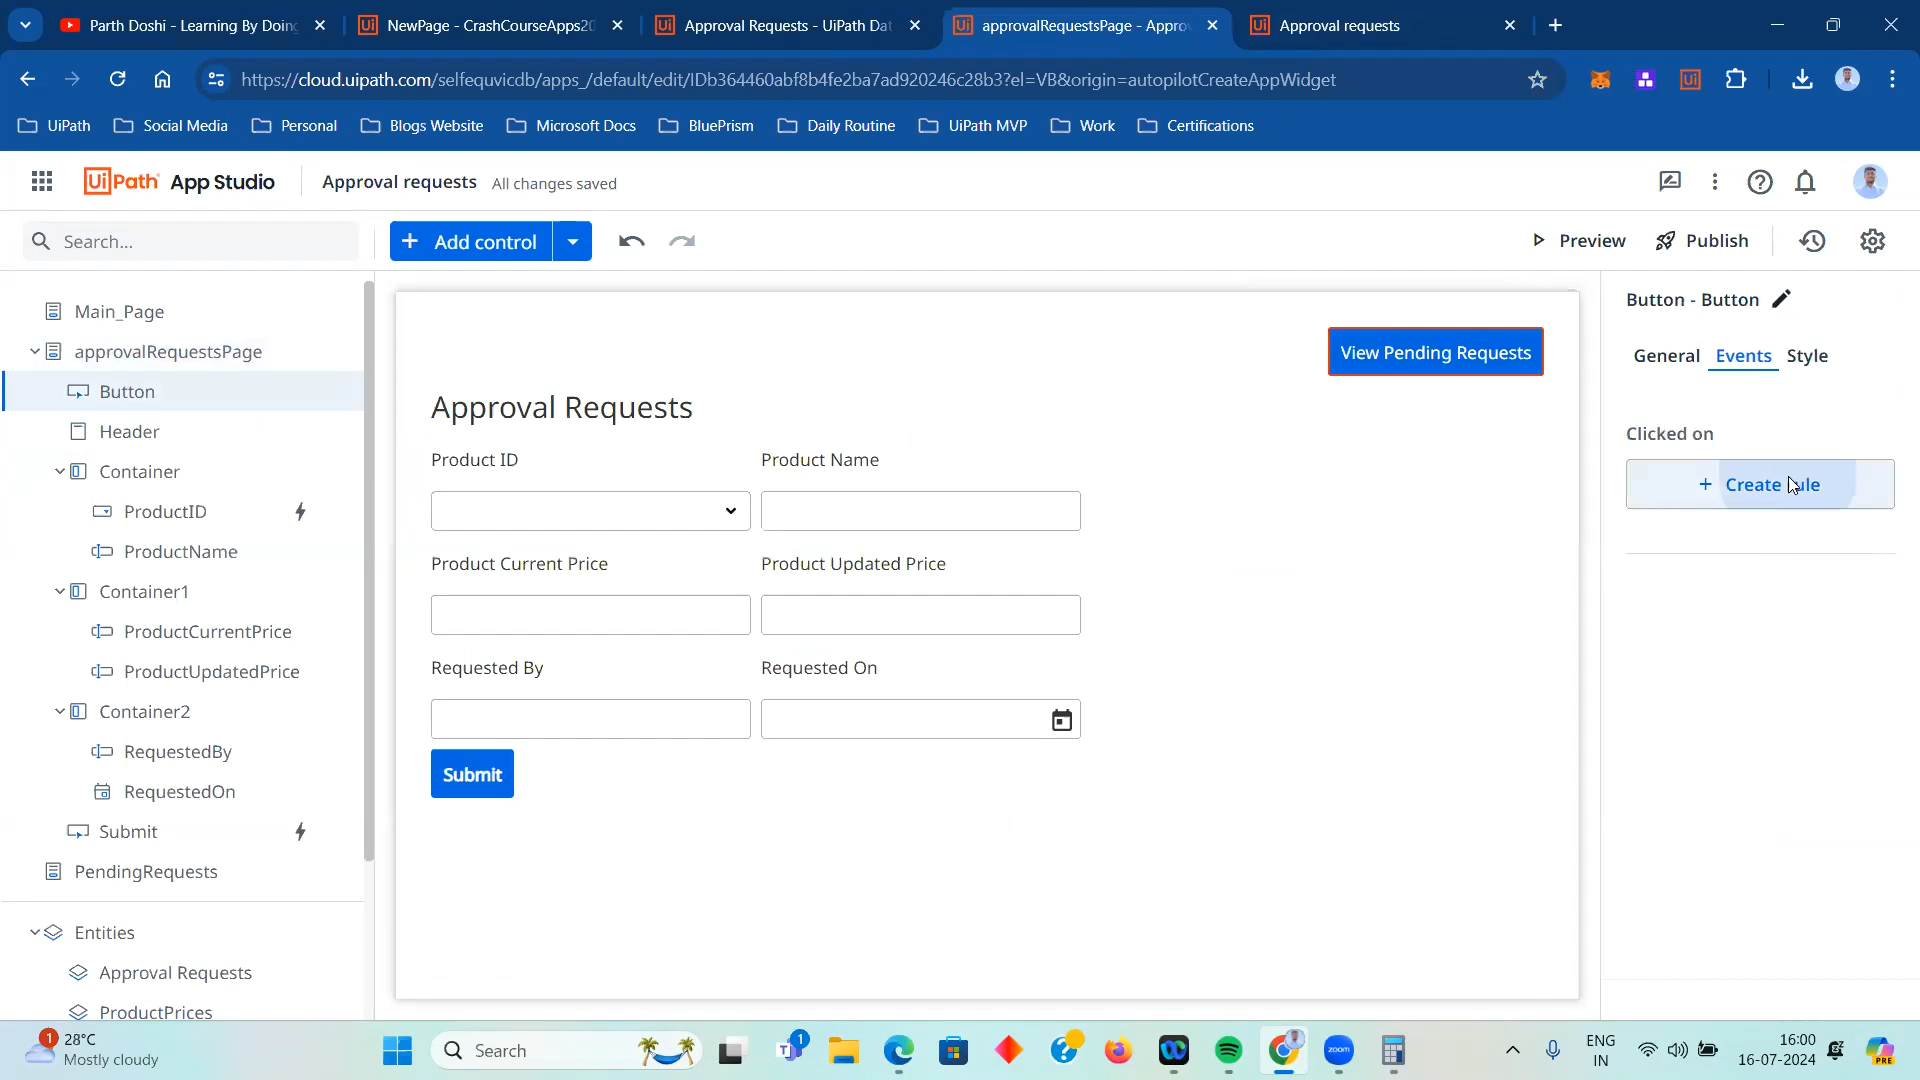 Parth Doshi - Learning By Doing
NewPage - CrashCourseApps20
Approval Requests - UiPath Dat
approvalRequestsPage - Appro
Approval requests
https://cloud.uipath.com/selfequvicdb/apps_/default/edit/IDb364460abf8b4fe2ba7ad920246c28b3?el=VB&origin=autopilotCreateAppWidget
UiPath
Social Media
Personal
Blogs Website
Microsoft Docs
BluePrism
Daily Routine
UiPath MVP
Work
Certifications
UiPath App Studio
Approval requests
All changes saved
Search...
Add control
Preview
Publish
Main_Page
approvalRequestsPage
Button
Header
Container
ProductID
ProductName
Container1
ProductCurrentPrice
ProductUpdatedPrice
Container2
RequestedBy
RequestedOn
Submit
PendingRequests
Entities
Approval Requests
ProductPrices
View Pending Requests
Approval Requests
Product ID
Product Name
Product Current Price
Product Updated Price
Requested By
Requested On
Submit
Button - Button
General
Events
Style
Clicked on
Create rule
1
28°C
Mostly cloudy
Search
1
zoom
ENG
IN
16:00
16-07-2024
PRE